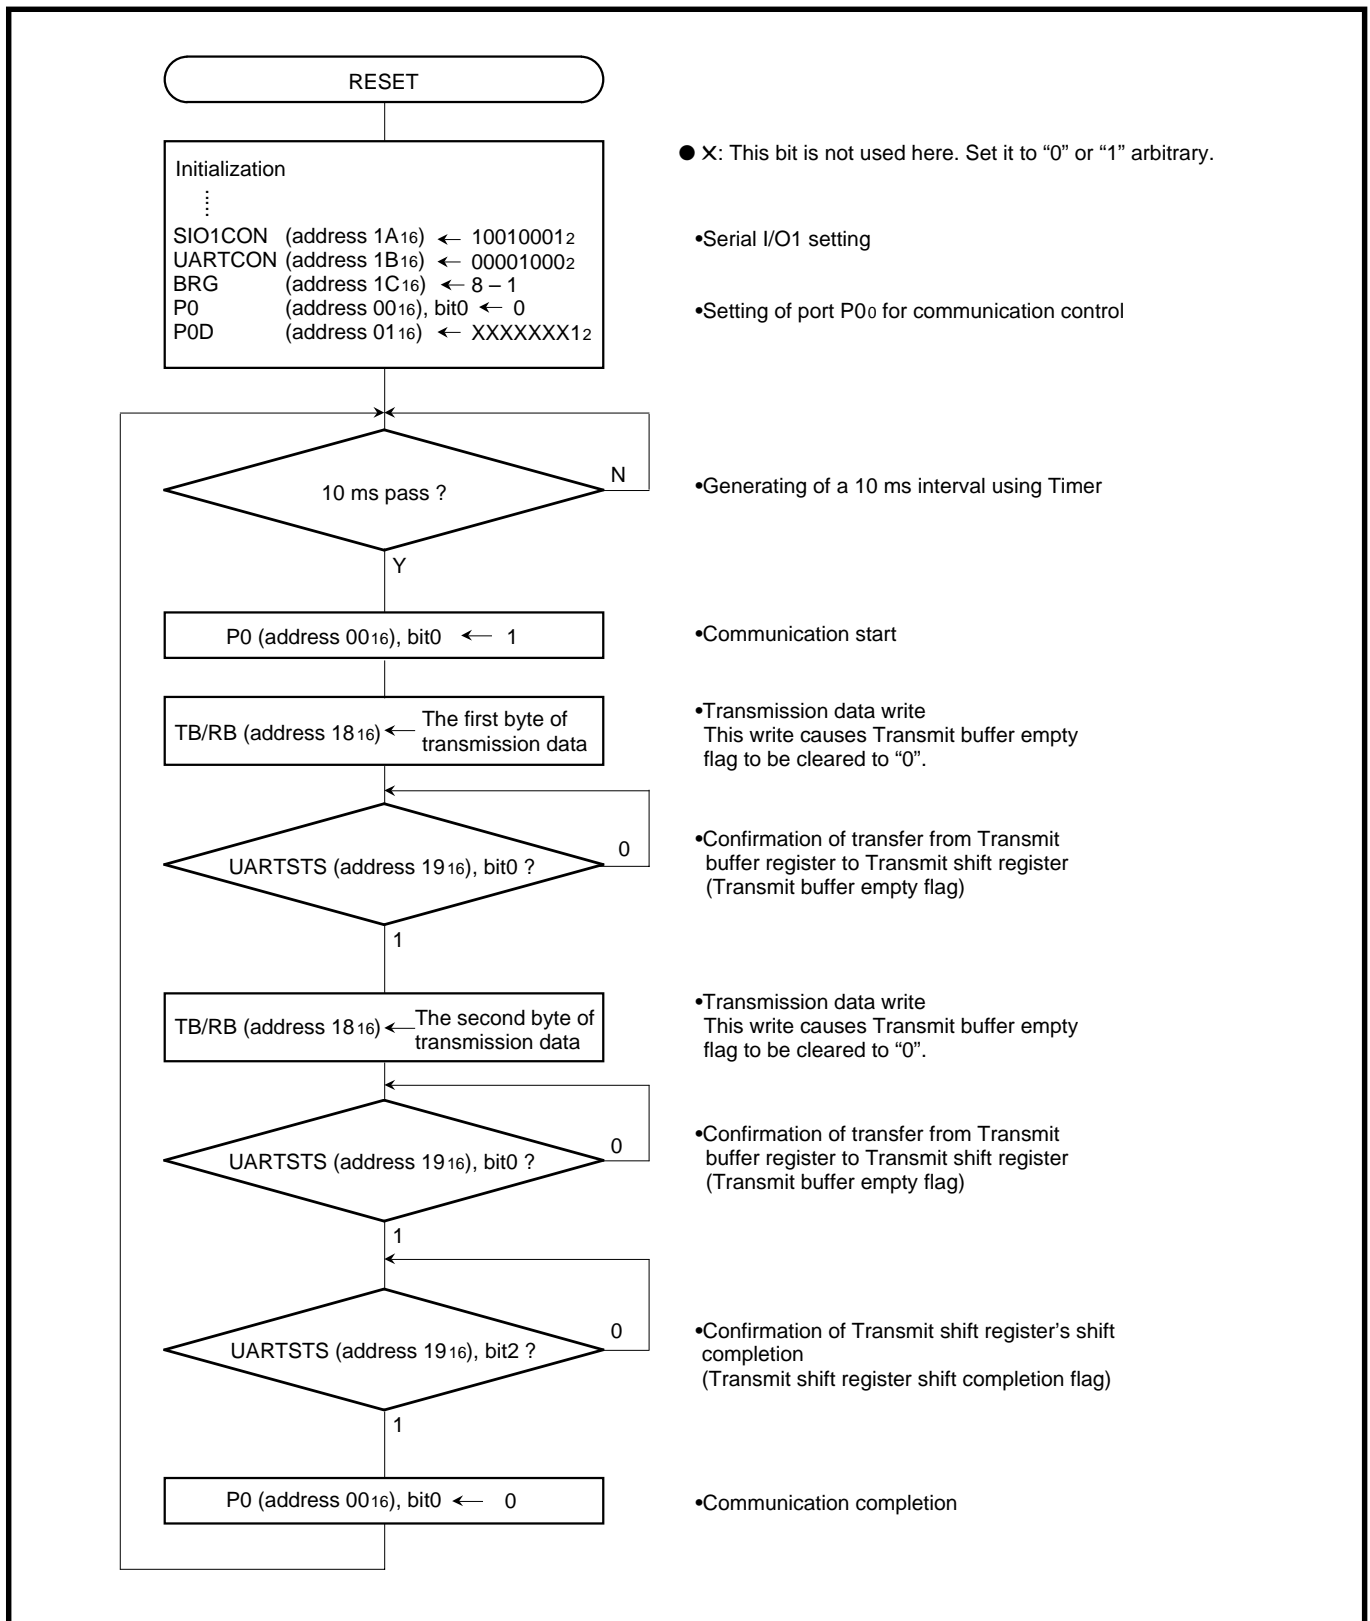 RESET
● X: This bit is not used here. Set it to “0” or “1” arbitrary.
Initialization
SIO1CON (address 1A16) ← 100100012 •Serial I/O1 setting
UARTCON (address 1B16) ← 000010002
BRG (address 1C16) ← 8 – 1
P0 (address 0016), bit0 ← 0 •Setting of port P00 for communication control
P0D (address 0116) ← XXXXXXX12
10 ms pass ?
N
Y
•Generating of a 10 ms interval using Timer
P0 (address 0016), bit0 ← 1
•Communication start
TB/RB (address 1816) ← The first byte of
transmission data
•Transmission data write
This write causes Transmit buffer empty
flag to be cleared to “0”.
UARTSTS (address 1916), bit0 ?
0
1
•Confirmation of transfer from Transmit
buffer register to Transmit shift register
(Transmit buffer empty flag)
TB/RB (address 1816) ← The second byte of
transmission data
•Transmission data write
This write causes Transmit buffer empty
flag to be cleared to “0”.
UARTSTS (address 1916), bit0 ?
0
1
•Confirmation of transfer from Transmit
buffer register to Transmit shift register
(Transmit buffer empty flag)
UARTSTS (address 1916), bit2 ?
0
1
•Confirmation of Transmit shift register’s shift
completion
(Transmit shift register shift completion flag)
P0 (address 0016), bit0 ← 0
•Communication completion